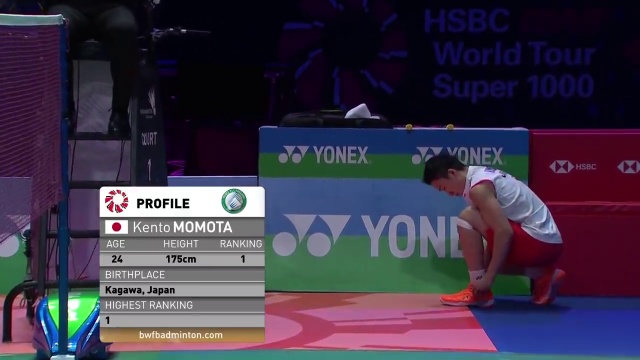 HSBC
World Tour
Super 1000
YONEX
YONEX
YONEX
HSBC
1
PROFILE
Kento MOMOTA
AGE HEIGHT RANKING
24 175cm 1
BIRTHPLACE
Kagawa, Japan
HIGHEST RANKING
1
bwfbadminton.com